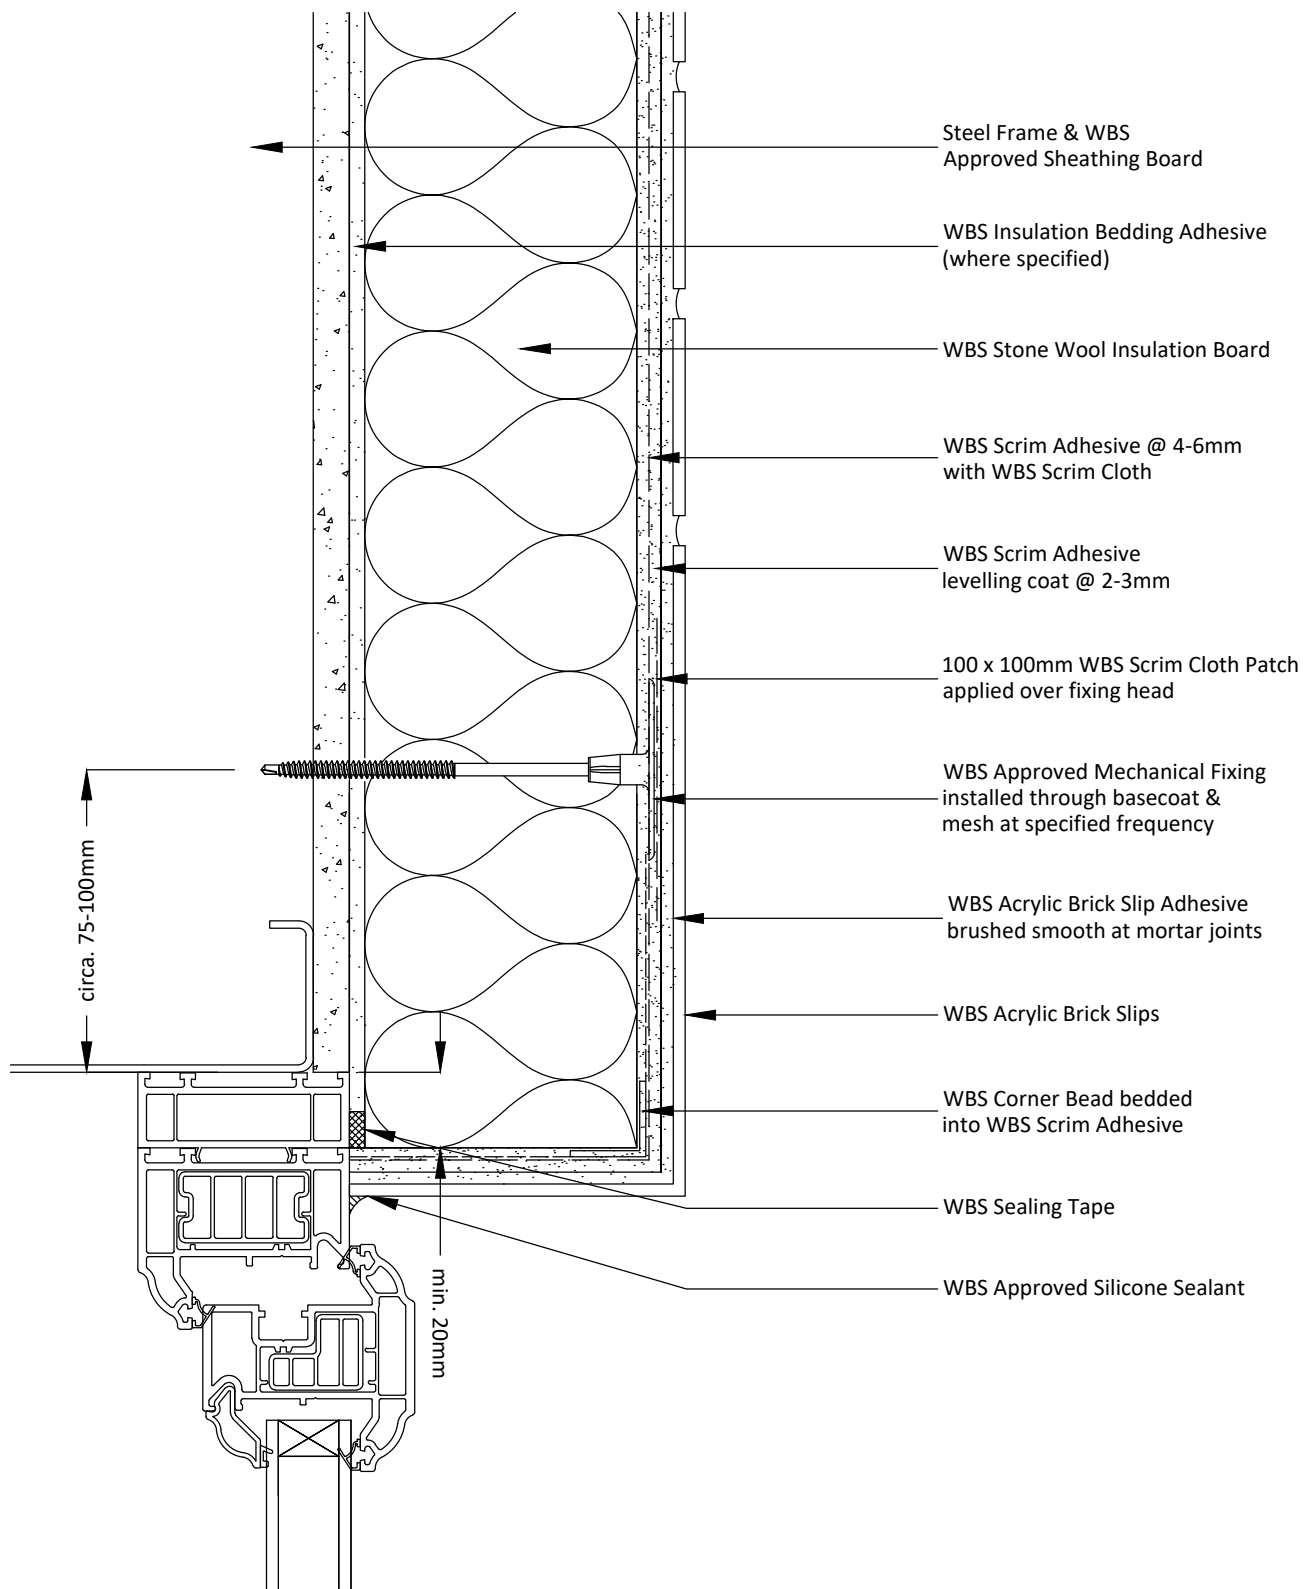 Steel Frame & WBS
Approved Sheathing Board
WBS Insulation Bedding Adhesive
(where specified)
WBS Stone Wool Insulation Board
WBS Scrim Adhesive @ 4-6mm
with WBS Scrim Cloth
WBS Scrim Adhesive
levelling coat @ 2-3mm
100 x 100mm WBS Scrim Cloth Patch
applied over fixing head
WBS Approved Mechanical Fixing
installed through basecoat &
mesh at specified frequency
WBS Acrylic Brick Slip Adhesive
brushed smooth at mortar joints
WBS Acrylic Brick Slips
WBS Corner Bead bedded
into WBS Scrim Adhesive
WBS Sealing Tape
WBS Approved Silicone Sealant
circa. 75-100mm
min. 20mm